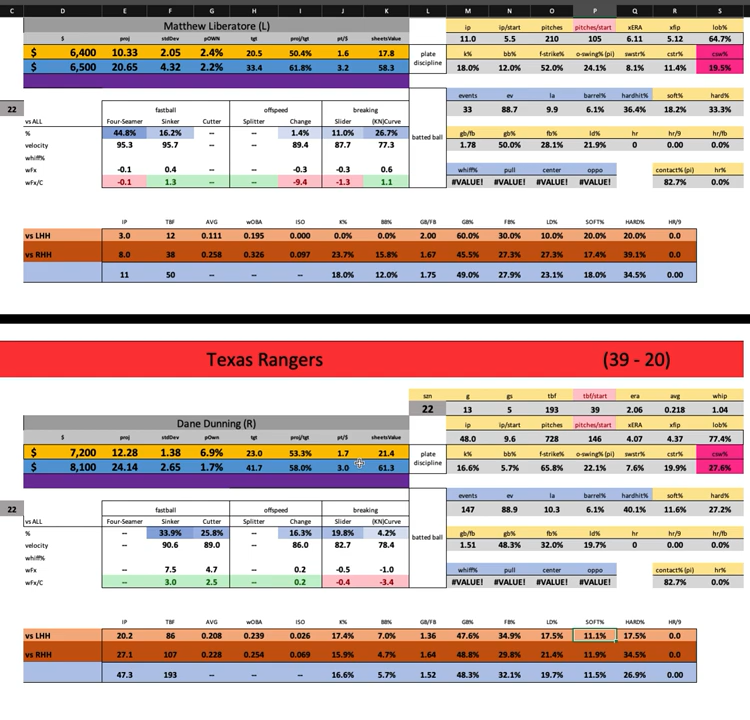 C D E F G H I J K L M N O P Q R S
Matthew Liberatore (L) ip ip/start pitches pitches/start xERA xfip lob%
$ proj stdDev pOWN tgt proj/tgt pt/$ sheetsValue 11.0 5.5 210 105 6.11 5.12 64.7%
$ 6,400 10.33 2.05 2.4% 20.5 50.4% 1.6 17.8 plate discipline k% bb% f-strike% o-swing% (pi) swstr% cstr% csw%
$ 6,500 20.65 4.32 2.2% 33.4 61.8% 3.2 58.3 18.0% 12.0% 52.0% 24.1% 8.1% 11.4% 19.5%
events ev la barrel% hardhit% soft% hard%
22 fastball offspeed breaking 33 88.7 9.9 6.1% 36.4% 18.2% 33.3%
vs ALL Four-Seamer Sinker Cutter Splitter Change Slider (KN)Curve
% 44.8% 16.2% -- -- 1.4% 11.0% 26.7% batted ball gb/fb gb% fb% ld% hr hr/9 hr/fb
velocity 95.3 95.7 -- -- 89.4 87.7 77.3 1.78 50.0% 28.1% 21.9% 0 0.00 0.0%
whiff%
wFx -0.1 0.4 -- -- -0.3 -0.3 0.6 whiff% pull center oppo contact% (pi) hr%
wFx/C -0.1 1.3 -- -- -9.4 -1.3 1.1 #VALUE! #VALUE! #VALUE! #VALUE! 82.7% 0.0%
IP TBF AVG wOBA ISO K% BB% GB/FB GB% FB% LD% SOFT% HARD% HR/9
vs LHH 3.0 12 0.111 0.195 0.000 0.0% 0.0% 2.00 60.0% 30.0% 10.0% 20.0% 20.0% 0.0
vs RHH 8.0 38 0.258 0.326 0.097 23.7% 15.8% 1.67 45.5% 27.3% 27.3% 17.4% 39.1% 0.0
11 50 -- -- -- 18.0% 12.0% 1.75 49.0% 27.9% 23.1% 18.0% 34.5% 0.00
Texas Rangers (39 - 20)
szn g gs tbf tbf/start era avg whip
22 13 5 193 39 2.06 0.218 1.04
Dane Dunning (R) ip ip/start pitches pitches/start xERA xfip lob%
$ proj stdDev pOwn tgt proj/tgt pt/$ sheetsValue 48.0 9.6 728 146 4.07 4.37 77.4%
$ 7,200 12.28 1.38 6.9% 23.0 53.3% 1.7 21.4 plate discipline k% bb% f-strike% o-swing% (pi) swstr% cstr% csw%
$ 8,100 24.14 2.65 1.7% 41.7 58.0% 3.0 61.3 16.6% 5.7% 65.8% 22.1% 7.6% 19.9% 27.6%
events ev la barrel% hardhit% soft% hard%
22 fastball offspeed breaking 147 88.9 10.3 6.1% 40.1% 11.6% 27.2%
vs ALL Four-Seamer Sinker Cutter Splitter Change Slider (KN)Curve
% -- 33.9% 25.8% -- 16.3% 19.8% 4.2% batted ball gb/fb gb% fb% ld% hr hr/9 hr/fb
velocity -- 90.6 89.0 -- 86.0 82.7 78.4 1.51 48.3% 32.0% 19.7% 0 0.00 0.0%
whiff%
wFx -- 7.5 4.7 -- 0.2 -0.5 -1.0 whiff% pull center oppo contact% (pi) hr%
wFx/C -- 3.0 2.5 -- 0.2 -0.4 -3.4 #VALUE! #VALUE! #VALUE! #VALUE! 82.7% 0.0%
IP TBF AVG wOBA ISO K% BB% GB/FB GB% FB% LD% SOFT% HARD% HR/9
vs LHH 20.2 86 0.208 0.239 0.026 17.4% 7.0% 1.36 47.6% 34.9% 17.5% 11.1% 17.5% 0.0
vs RHH 27.1 107 0.228 0.254 0.069 15.9% 4.7% 1.64 48.8% 29.8% 21.4% 11.9% 34.5% 0.0
47.3 193 -- -- -- 16.6% 5.7% 1.52 48.3% 32.1% 19.7% 11.5% 26.9% 0.00